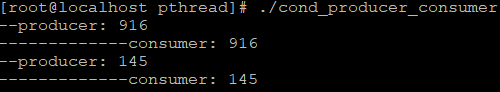 [root@localhost pthread]# ./cond_producer_consumer
--producer: 916
-------------consumer: 916
--producer: 145
-------------consumer: 145